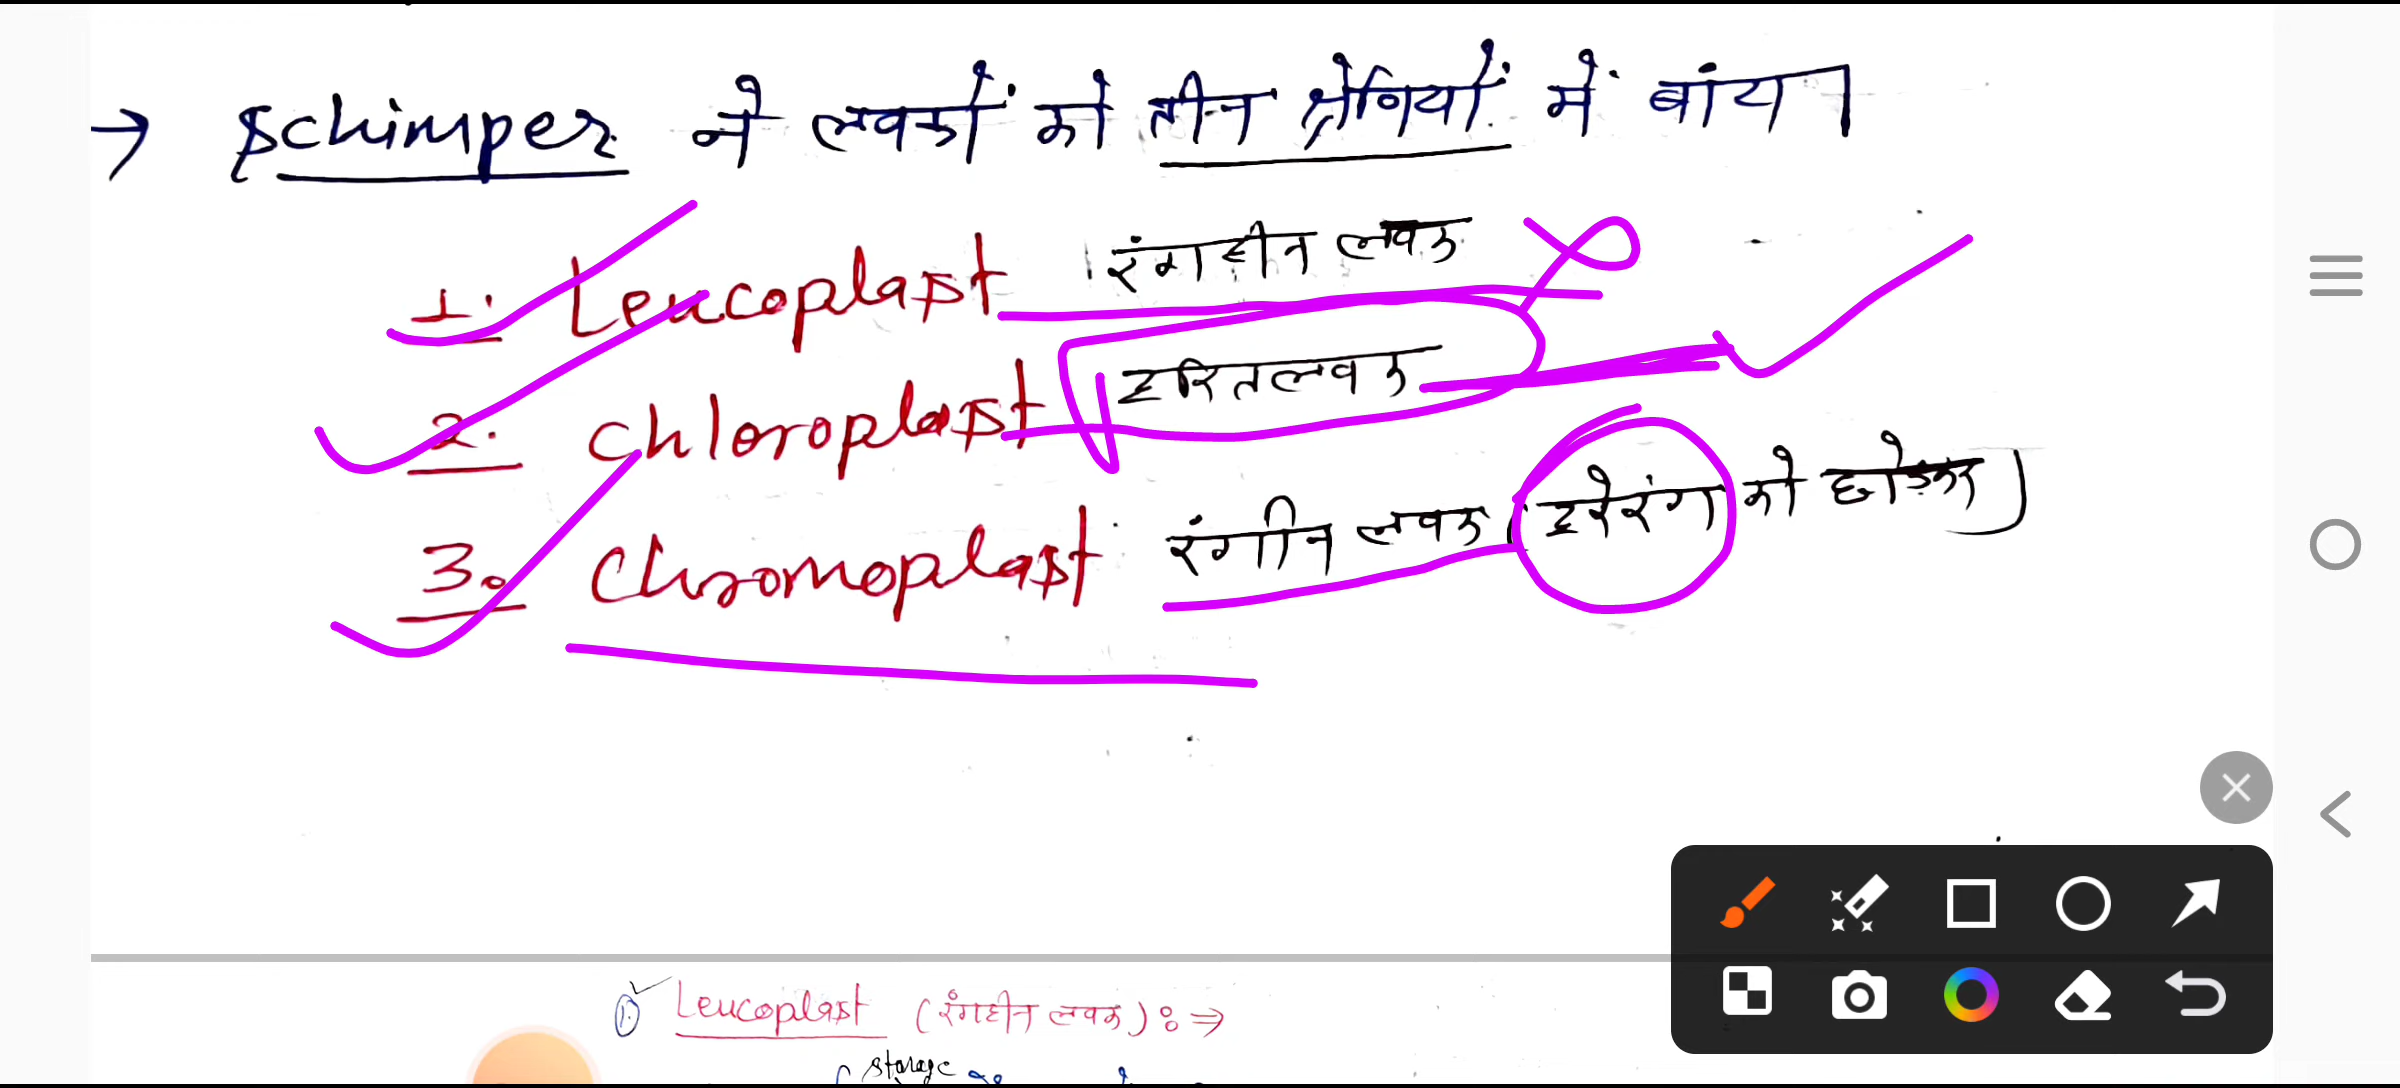 → Schimper ने लवकों को तीन श्रेणियों में बांटा।
1. Leucoplast रंगहीन लवक
2. Chloroplast हरितलवक
3. Chromoplast रंगीन लवक (हरे रंग को छोड़कर)
① Leucoplast (रंगहीन लवक) : ⇒
storage